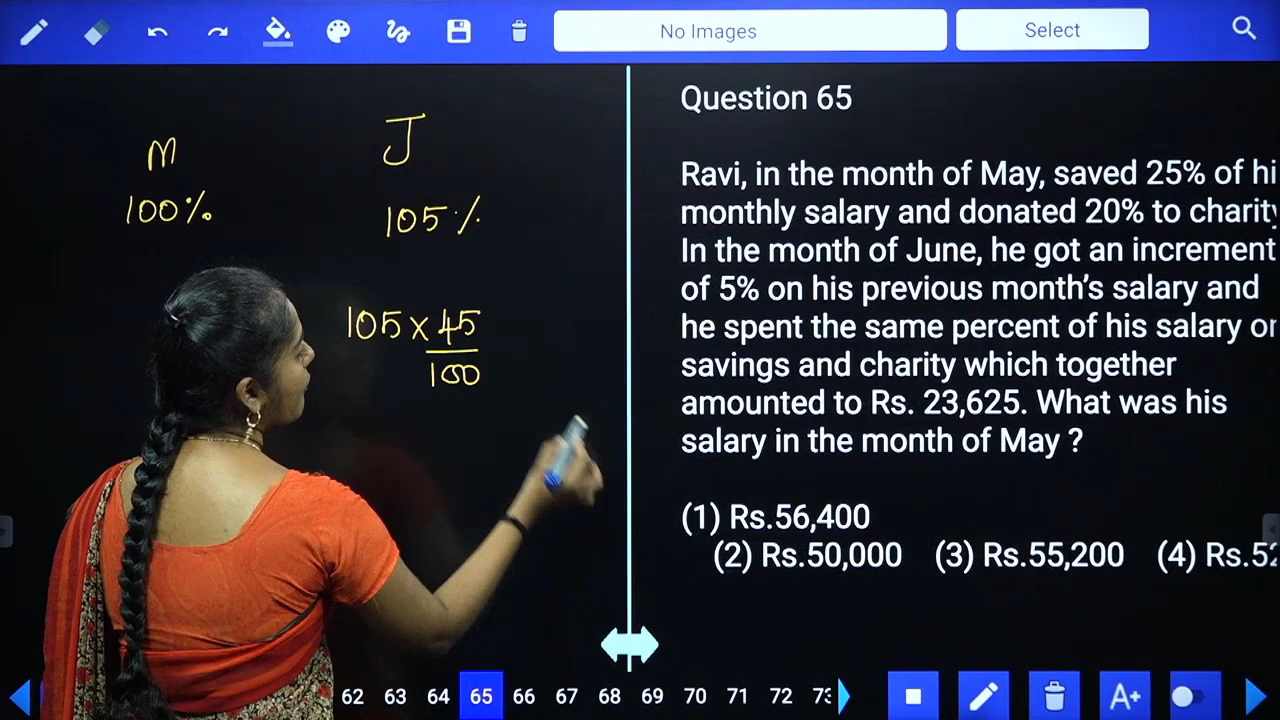 No Images Select
M J
100% 105%
105 × 45
100
Question 65
Ravi, in the month of May, saved 25% of hi
monthly salary and donated 20% to charity
In the month of June, he got an increment
of 5% on his previous month's salary and
he spent the same percent of his salary or
savings and charity which together
amounted to Rs. 23,625. What was his
salary in the month of May ?
(1) Rs.56,400
(2) Rs.50,000 (3) Rs.55,200 (4) Rs.52
62 63 64 65 66 67 68 69 70 71 72 73 A+